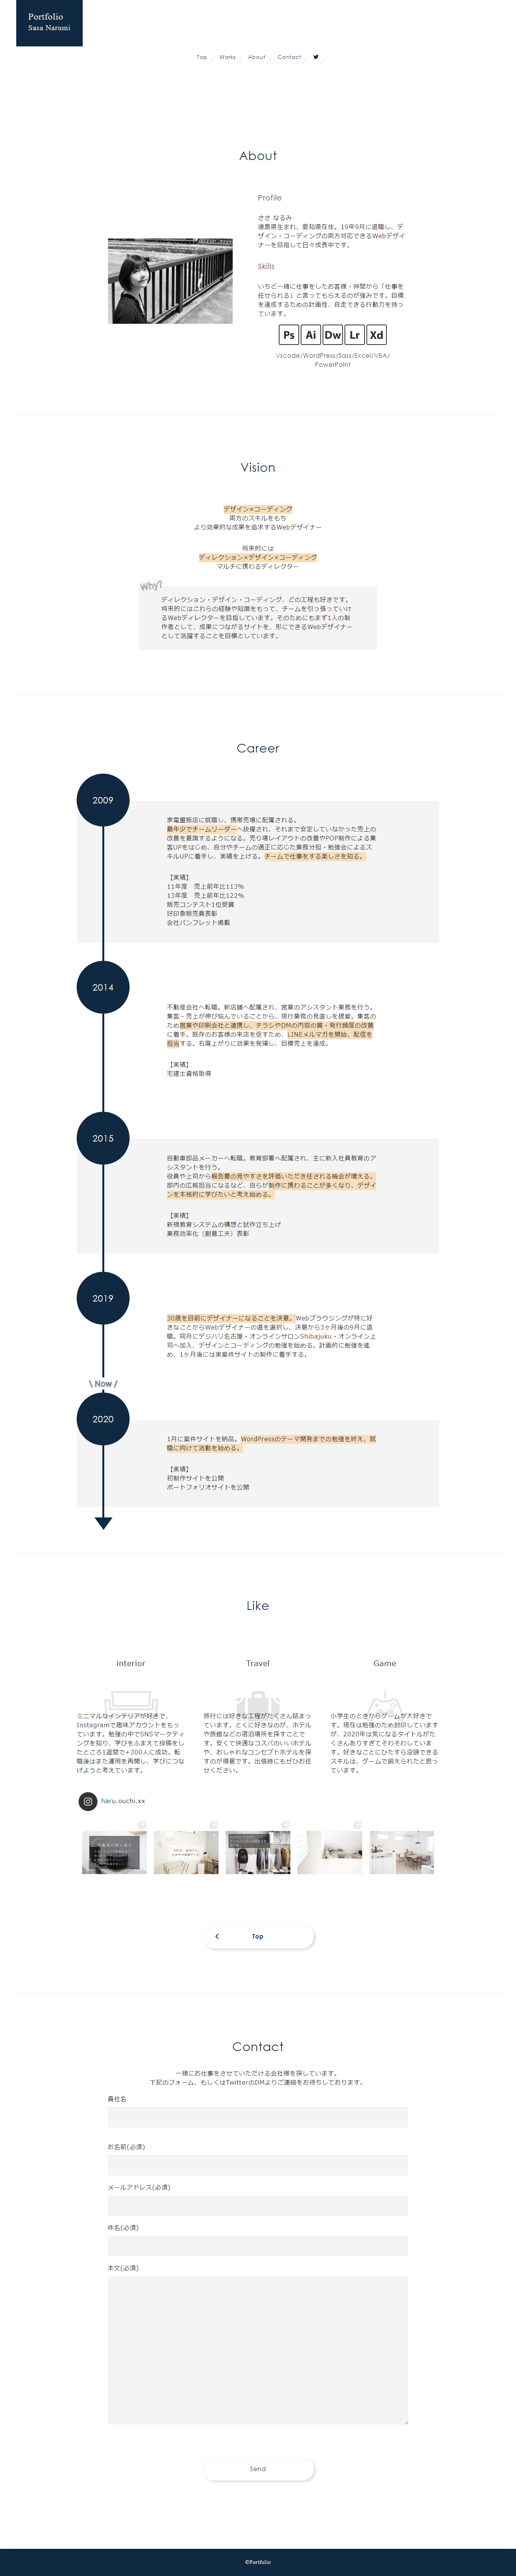 Portfolio
Sasa Narumi
Top
Works
About
Contact
About
Profile
ささ なるみ
徳島県生まれ、愛知県在住。19年9月に退職し、デ
ザイン・コーディングの両方対応できるWebデザイ
ナーを目指して日々成長中です。
Skills
いちど一緒に仕事をしたお客様・仲間から「仕事を
任せられる」と言ってもらえるのが強みです。目標
を達成するための計画性、自走できる行動力を持っ
ています。
Ps Ai Dw Lr Xd
Vscode/WordPress/Sass/Excel/VBA/
PowerPoint
Vision
デザイン×コーディング
両方のスキルをもち
より効果的な成果を追求するWebデザイナー
将来的には
ディレクション×デザイン×コーディング
マルチに携わるディレクター
Why?
ディレクション・デザイン・コーディング、どの工程も好きです。
将来的にはこれらの経験や知識をもって、チームを引っ張っていけ
るWebディレクターを目指しています。そのためにもまず1人の制
作者として、成果につながるサイトを、形にできるWebデザイナー
として活躍することを目標としています。
Career
2009
家電量販店に就職し、携帯売場に配属される。
最年少でチームリーダーへ抜擢され、それまで安定していなかった売上の
改善を意識するようになる。売り場レイアウトの改善やPOP制作による集
客UPをはじめ、自分やチームの適正に応じた業務分担・勉強会によるス
キルUPに着手し、実績を上げる。チームで仕事をする楽しさを知る。
【実績】
11年度 売上前年比113%
13年度 売上前年比122%
販売コンテスト1位受賞
好印象販売員表彰
会社パンフレット掲載
2014
不動産会社へ転職。新店舗へ配属され、営業のアシスタント業務を行う。
集客・売上が伸び悩んでいることから、現行業務の見直しを提案。集客の
ため営業や印刷会社と連携し、チラシやDMの内容の質・発行頻度の改善
に着手。既存のお客様の来店を促すため、LINEメルマガを開始、配信を
担当する。右肩上がりに効果を発揮し、目標売上を達成。
【実績】
宅建士資格取得
2015
自動車部品メーカーへ転職。教育部署へ配属され、主に新入社員教育のア
シスタントを行う。
役員や上司から報告書の見やすさを評価いただき任される機会が増える。
部内の広報担当になるなど、自らが制作に携わることが多くなり、デザイ
ンを本格的に学びたいと考え始める。
【実績】
新規教育システムの構想と試作立ち上げ
業務効率化（創意工夫）表彰
2019
30歳を目前にデザイナーになることを決意。Webブラウジングが特に好
きなことからWebデザイナーの道を選択し、決意から3ヶ月後の9月に退
職。同月にデジハリ名古屋・オンラインサロンShibajuku・オンライン上
司へ加入、デザインとコーディングの勉強を始める。計画的に勉強を進
め、1ヶ月後には実案件サイトの制作に着手する。
\ Now /
2020
1月に案件サイトを納品。WordPressのテーマ開発までの勉強を終え、就
職に向けて活動を始める。
【実績】
初制作サイトを公開
ポートフォリオサイトを公開
Like
interior
ミニマルなインテリアが好きで、
Instagramで趣味アカウントをもっ
ています。勉強の中でSNSマーケティ
ングを知り、学びをふまえて投稿をし
たところ1週間で+300人に成功。転
職後はまた運用を再開し、学びにつな
げようと考えています。
Travel
旅行には好きな工程がたくさん詰まっ
ています。とくに好きなのが、ホテル
や旅館などの宿泊場所を探すことで
す。安くて快適なコスパのいいホテル
や、おしゃれなコンセプトホテルを探
すのが得意です。出張時にもぜひお任
せください。
Game
小学生のときからゲームが大好きで
す。現在は勉強のため封印しています
が、2020年は気になるタイトルがた
くさんありすぎてそわそわしていま
す。好きなことにひたすら没頭できる
スキルは、ゲームで鍛えられたと思っ
ています。
haru.ouchi.xx
Top
Contact
一緒にお仕事をさせていただける会社様を探しています。
下記のフォーム、もしくはTwitterのDMよりご連絡をお待ちしております。
貴社名
お名前(必須)
メールアドレス(必須)
件名(必須)
本文(必須)
Send
©Portfolio